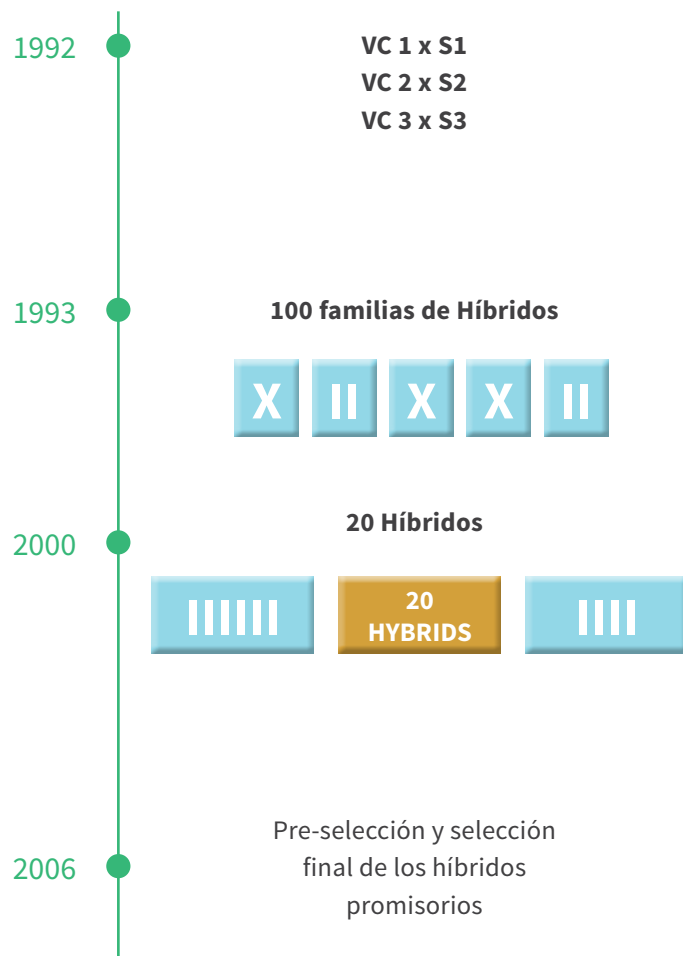 1992
VC 1 x S1
VC 2 x S2
VC 3 x S3
1993
100 familias de Híbridos
X II X X II
2000
20 Híbridos
IIIIII
20
HYBRIDS
IIII
2006
Pre-selección y selección
final de los híbridos
promisorios